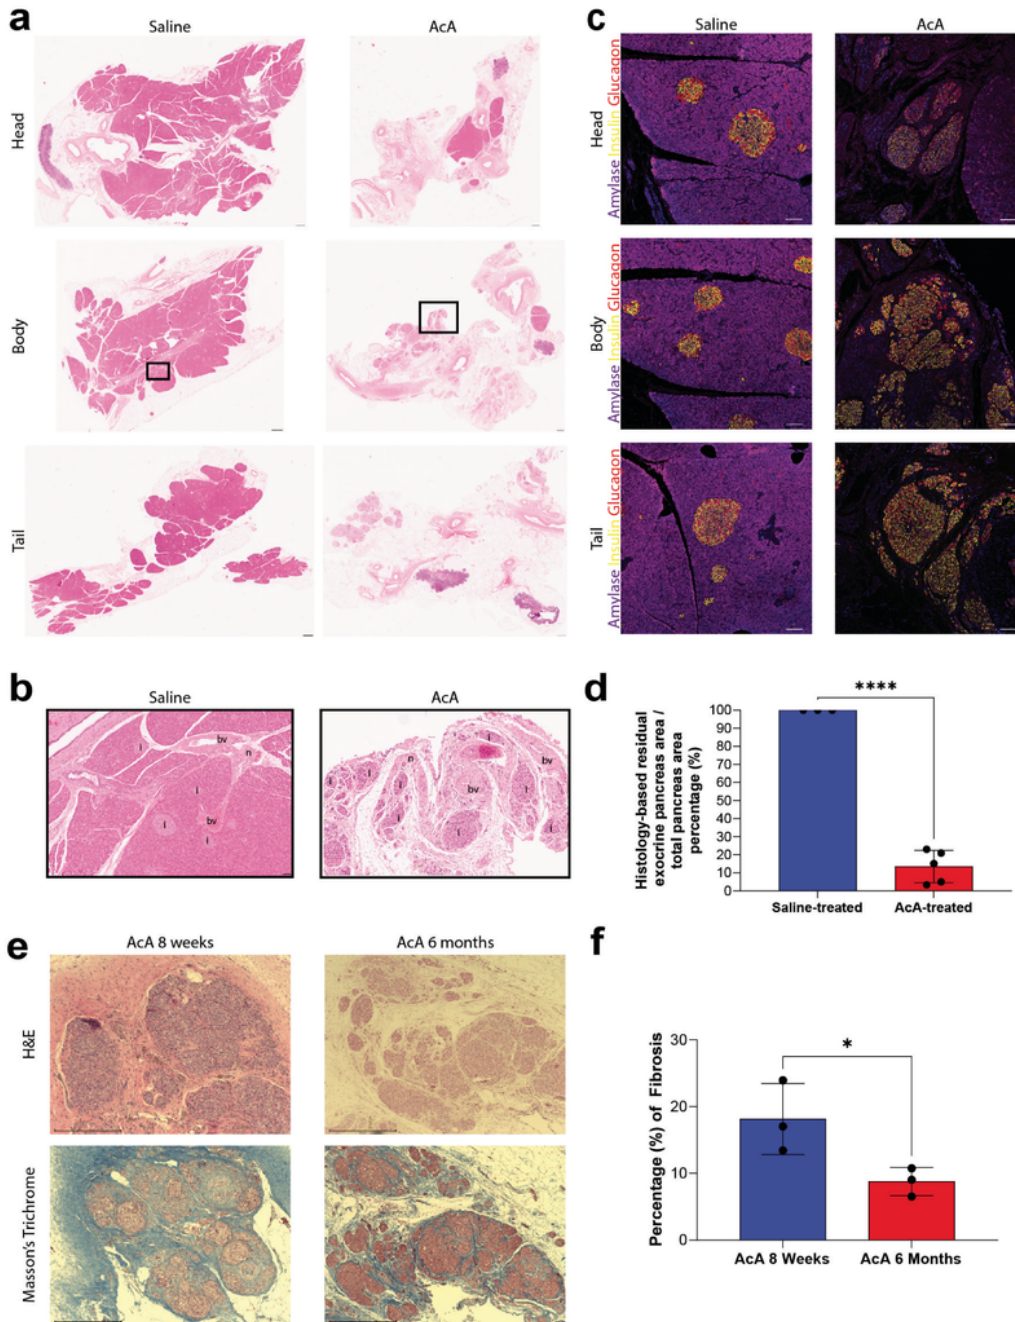 a
Saline
AcA
Head
Body
Tail
b
Saline
AcA
i
bv
n
i
i
bv
i
n
i
bv
i
i
i
bv
i
i
i
i
c
Saline
AcA
Head
Amylase Insulin Glucagon
Body
Amylase Insulin Glucagon
Tail
Amylase Insulin Glucagon
d
Histology-based residual
exocrine pancreas area /
total pancreas area
percentage (%)
100
90
80
70
60
50
40
30
20
10
0
****
Saline-treated
AcA-treated
e
AcA 8 weeks
AcA 6 months
H&E
Masson's Trichrome
f
Percentage (%) of Fibrosis
30
20
10
0
*
AcA 8 Weeks
AcA 6 Months